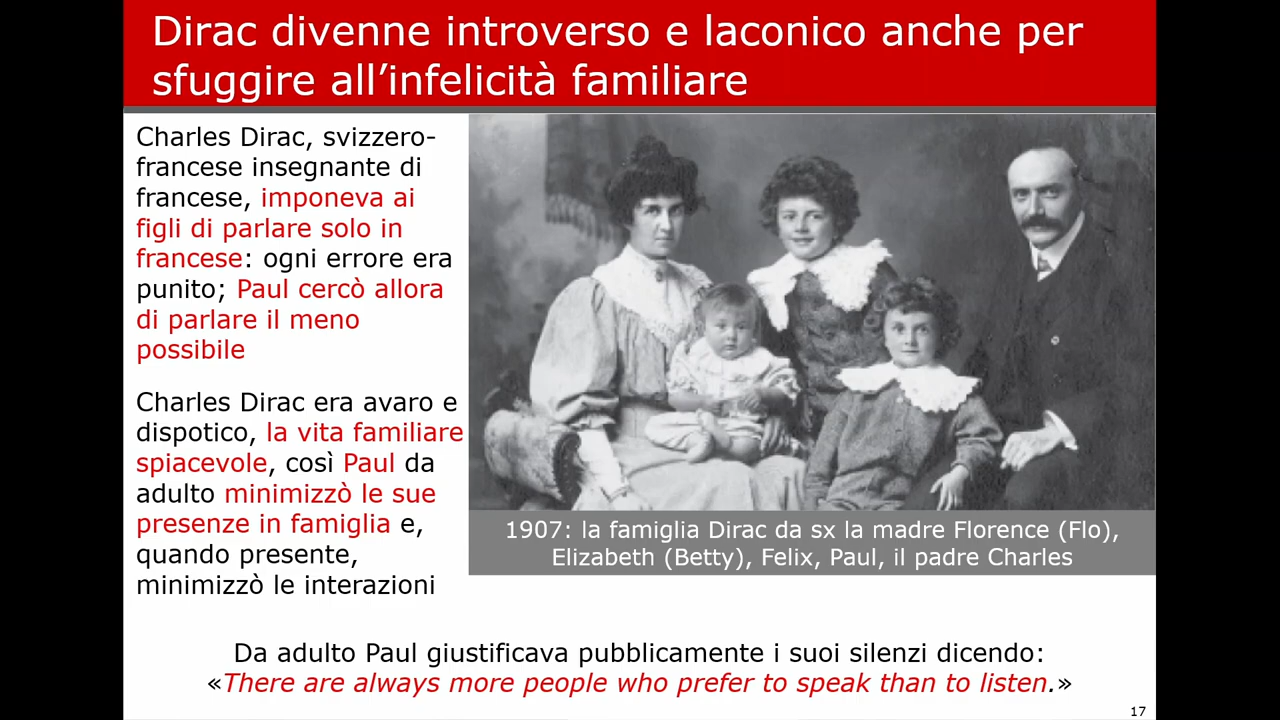 Dirac divenne introverso e laconico anche per
sfuggire all'infelicità familiare
Charles Dirac, svizzero-
francese insegnante di
francese, imponeva ai
figli di parlare solo in
francese: ogni errore era
punito; Paul cercò allora
di parlare il meno
possibile
Charles Dirac era avaro e
dispotico, la vita familiare
spiacevole, così Paul da
adulto minimizzò le sue
presenze in famiglia e,
quando presente,
minimizzò le interazioni
1907: la famiglia Dirac da sx la madre Florence (Flo),
Elizabeth (Betty), Felix, Paul, il padre Charles
Da adulto Paul giustificava pubblicamente i suoi silenzi dicendo:
«There are always more people who prefer to speak than to listen.»
17